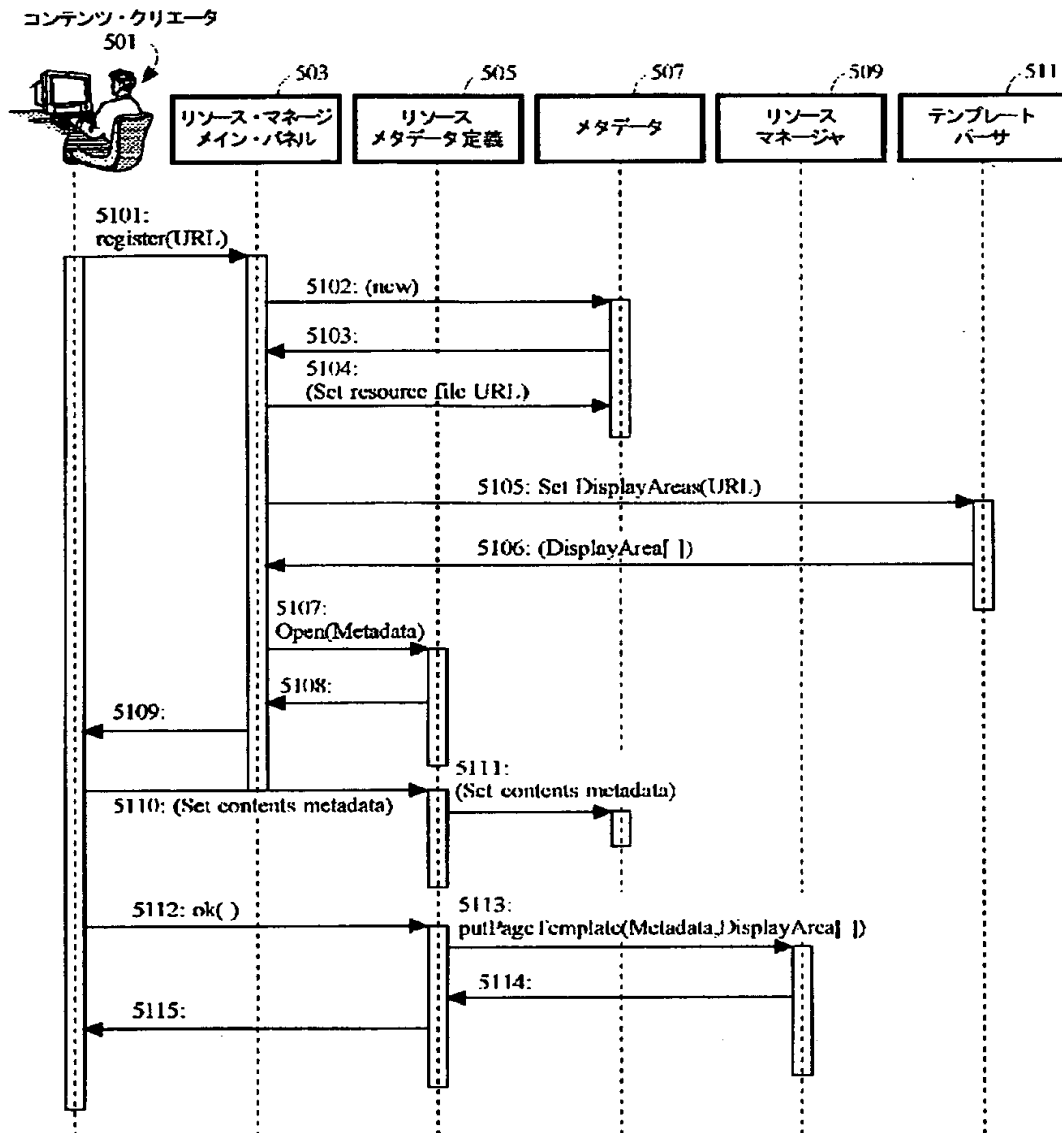 コンテンツ・クリエータ
501
503
505
507
509
511
リソース・マネージ
メイン・パネル
リソース
メタデータ定義
メタデータ
リソース
マネージャ
テンプレート
パーサ
5101:
register(URL)
5102: (new)
5103:
5104:
(Set resource file URL)
5105: Set DisplayAreas(URL)
5106: (DisplayArea[ ])
5107:
Open(Metadata)
5108:
5109:
5110: (Set contents metadata)
5111:
(Set contents metadata)
5112: ok( )
5113:
putPageTemplate(Metadata,DisplayArea[ ])
5114:
5115: